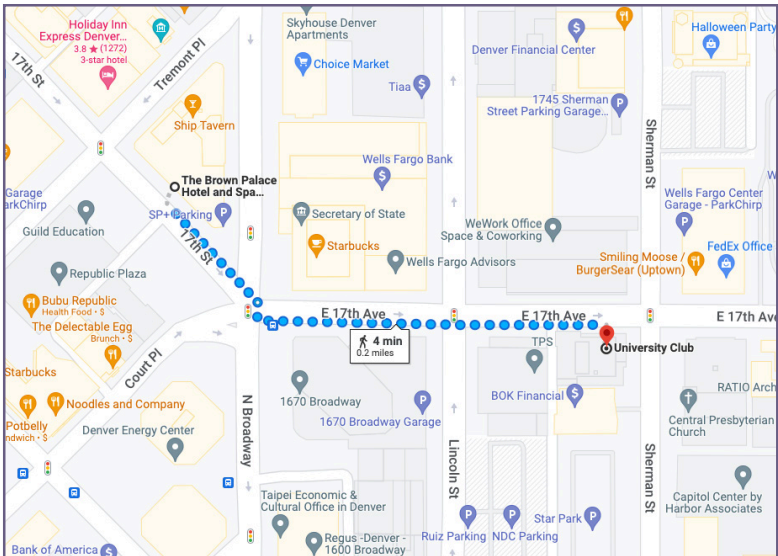 Holiday Inn
Express Denver...
3.8 ★ (1272)
3-star hotel
17th St
Tremont Pl
Skyhouse Denver
Apartments
Choice Market
Tiaa
Denver Financial Center
Halloween Party
1745 Sherman
Street Parking Garage...
Ship Tavern
Sherman St
Wells Fargo Bank
The Brown Palace
Hotel and Spa...
Garage
arkChirp
SP+ Parking
Guild Education
17th St
Secretary of State
Starbucks
Wells Fargo Advisors
WeWork Office
Space & Coworking
Wells Fargo Center
Garage - ParkChirp
Smiling Moose /
BurgerSear (Uptown)
FedEx Office
Republic Plaza
Bubu Republic
Health Food • $
The Delectable Egg
Brunch • $
E 17th Ave
E 17th Ave
E 17th Ave
4 min
0.2 miles
TPS
University Club
Court Pl
Starbucks
Noodles and Company
Potbelly
ndwich • $
Denver Energy Center
N Broadway
1670 Broadway
1670 Broadway Garage
BOK Financial
RATIO Arch
Central Presbyterian
Church
Lincoln St
Sherman St
Taipei Economic &
Cultural Office in Denver
Regus - Denver -
1600 Broadway
Ruiz Parking
NDC Parking
Star Park
Capitol Center by
Harbor Associates
Bank of America